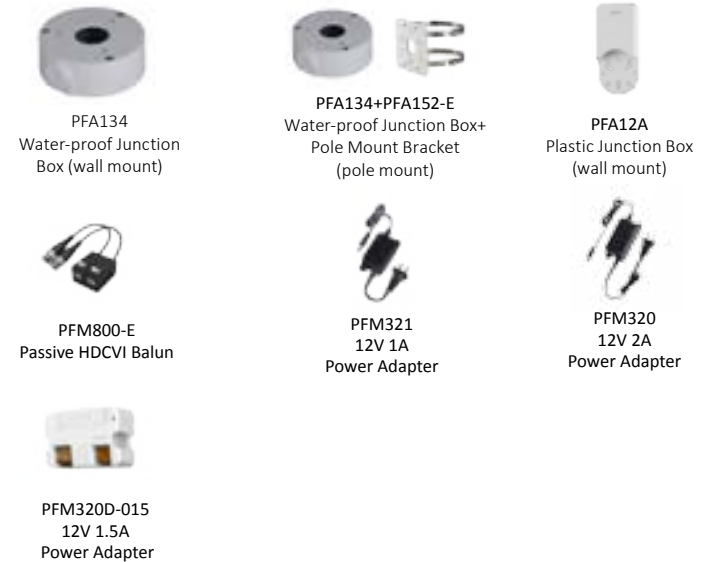 PFA134
Water-proof Junction
Box (wall mount)
PFA134+PFA152-E
Water-proof Junction Box+
Pole Mount Bracket
(pole mount)
PFA12A
Plastic Junction Box
(wall mount)
PFM800-E
Passive HDCVI Balun
PFM321
12V 1A
Power Adapter
PFM320
12V 2A
Power Adapter
PFM320D-015
12V 1.5A
Power Adapter